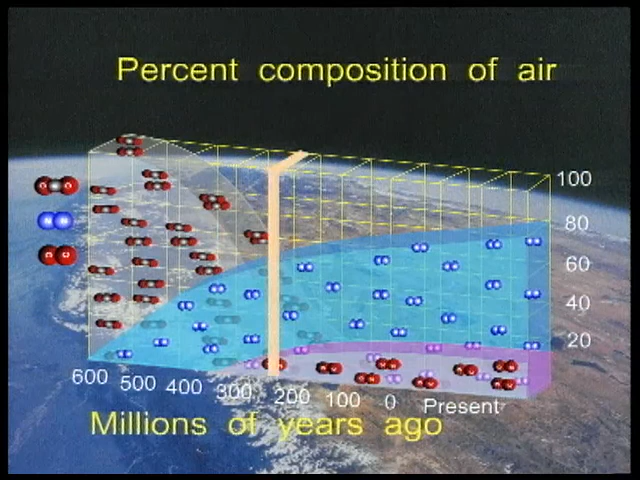 Percent composition of air
100
80
60
40
20
600 500 400 300 200 100 0 Present
Millions of years ago